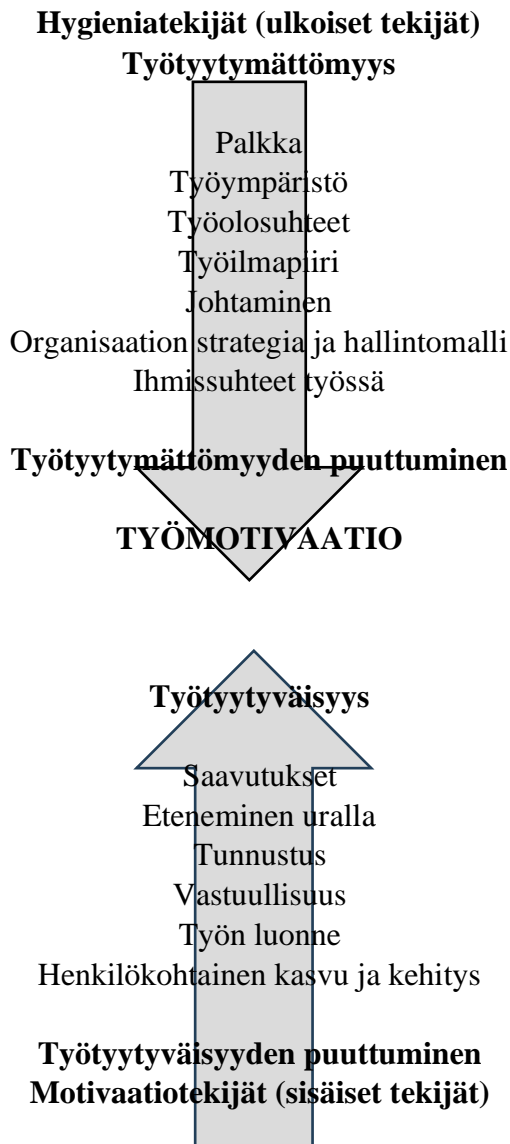 Hygieniatekijät (ulkoiset tekijät)
Työtyytymättömyys
Palkka
Työympäristö
Työolosuhteet
Työilmapiiri
Johtaminen
Organisaation strategia ja hallintomalli
Ihmissuhteet työssä
Työtyytymättömyyden puuttuminen
TYÖMOTIVAATIO
Työtyytyväisyys
Saavutukset
Eteneminen uralla
Tunnustus
Vastuullisuus
Työn luonne
Henkilökohtainen kasvu ja kehitys
Työtyytyväisyyden puuttuminen
Motivaatiotekijät (sisäiset tekijät)